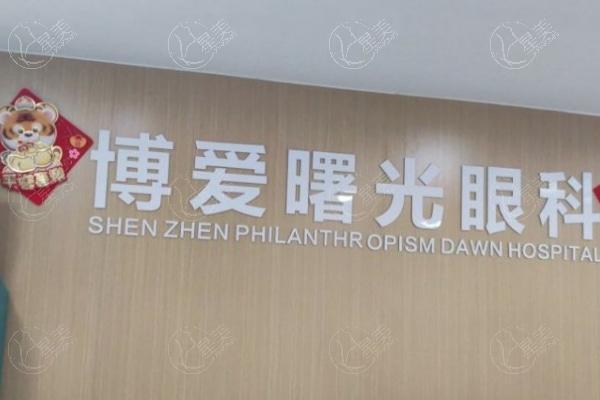 博爱曙光眼科
SHEN ZHEN PHILANTHROPISM DAWN HOSPITAL